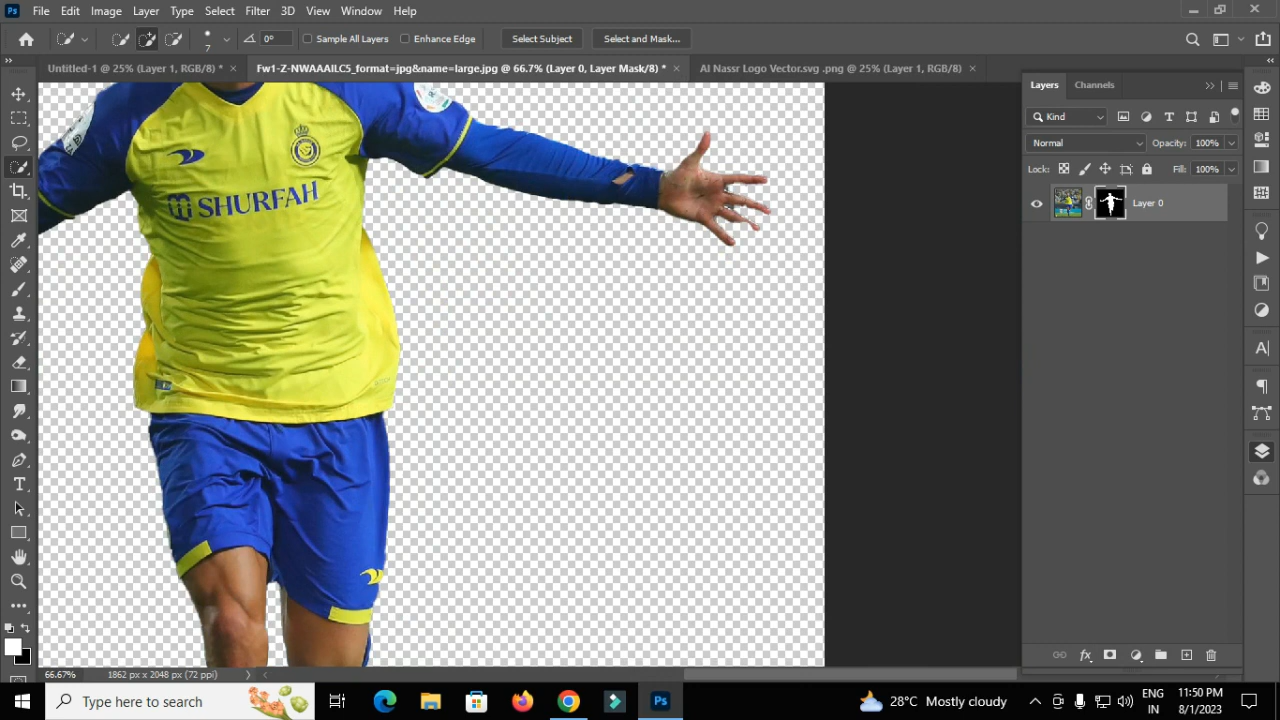 Ps File Edit Image Layer Type Select Filter 3D View Window Help
7 0° Sample All Layers Enhance Edge Select Subject Select and Mask...
Untitled-1 @ 25% (Layer 1, RGB/8) * × Fw1-Z-NWAAAILC5_format=jpg&name=large.jpg @ 66.7% (Layer 0, Layer Mask/8) * × Al Nassr Logo Vector.svg .png @ 25% (Layer 1, RGB/8) ×
Layers Channels
Kind
Normal Opacity: 100%
Lock: Fill: 100%
Layer 0
SHURFAH
66.67% 1862 px x 2048 px (72 ppi)
Type here to search
Ps
28°C Mostly cloudy
ENG
IN
11:50 PM
8/1/2023